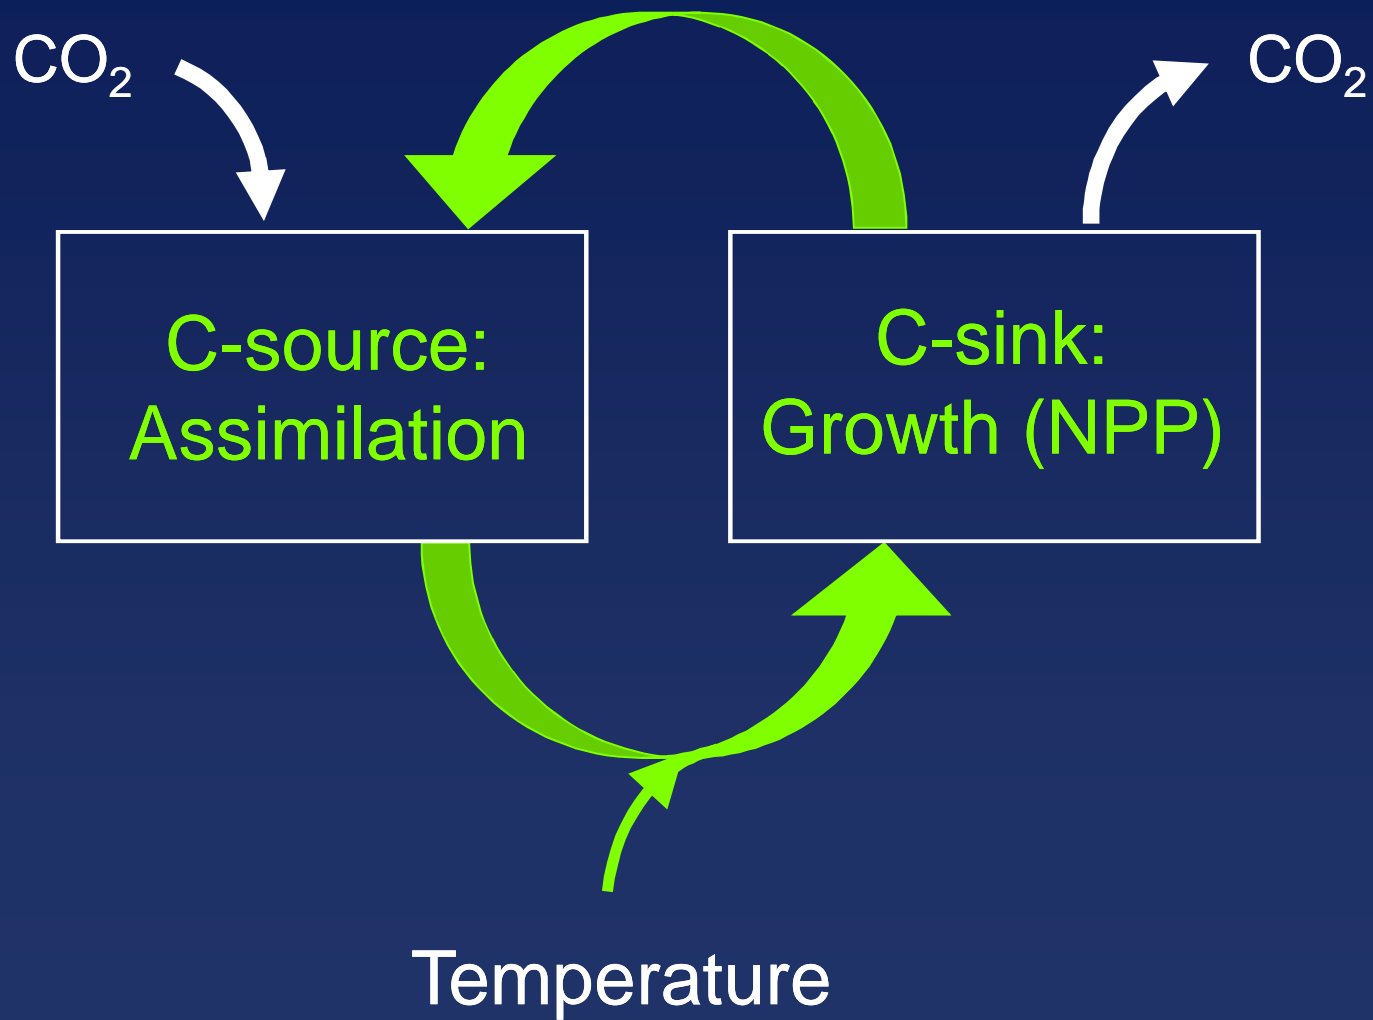 CO₂
CO₂
C-source:
Assimilation
C-sink:
Growth (NPP)
Temperature